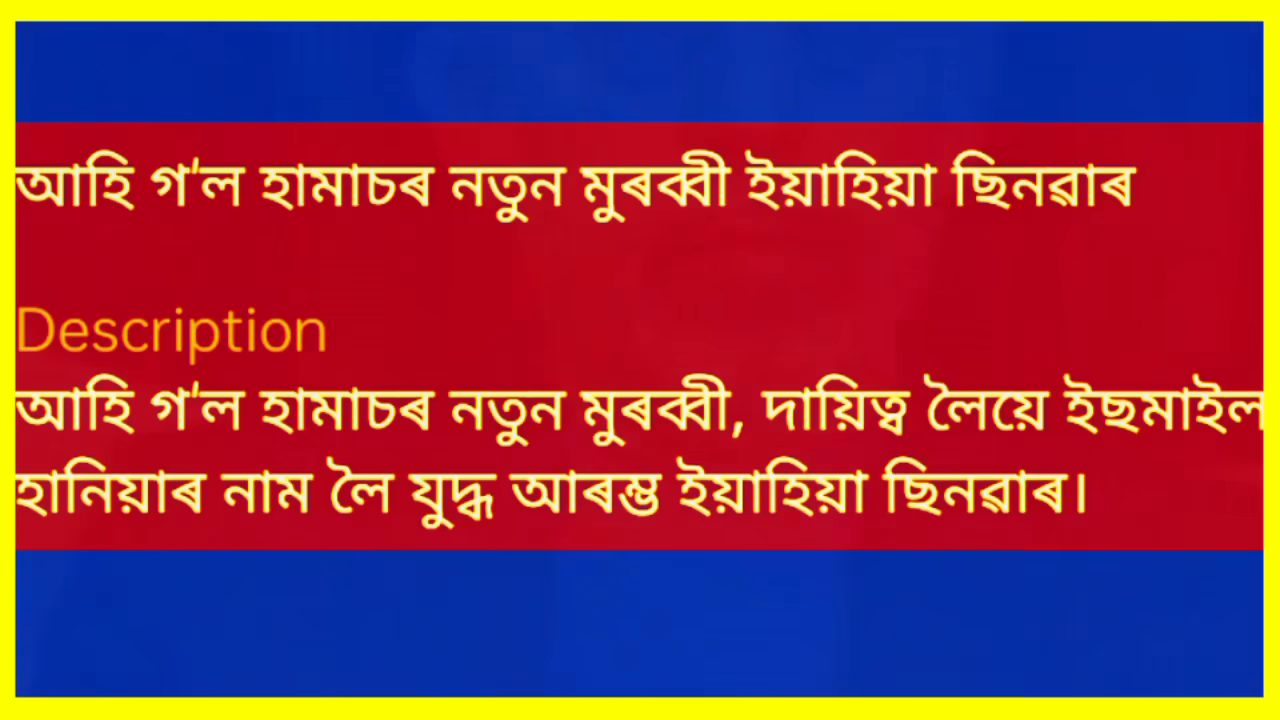 আহি গ'ল হামাচৰ নতুন মুৰব্বী ইয়াহিয়া ছিনৱাৰ
Description
আহি গ'ল হামাচৰ নতুন মুৰব্বী, দায়িত্ব লৈয়ে ইছমাইল
হানিয়াৰ নাম লৈ যুদ্ধ আৰম্ভ ইয়াহিয়া ছিনৱাৰ।